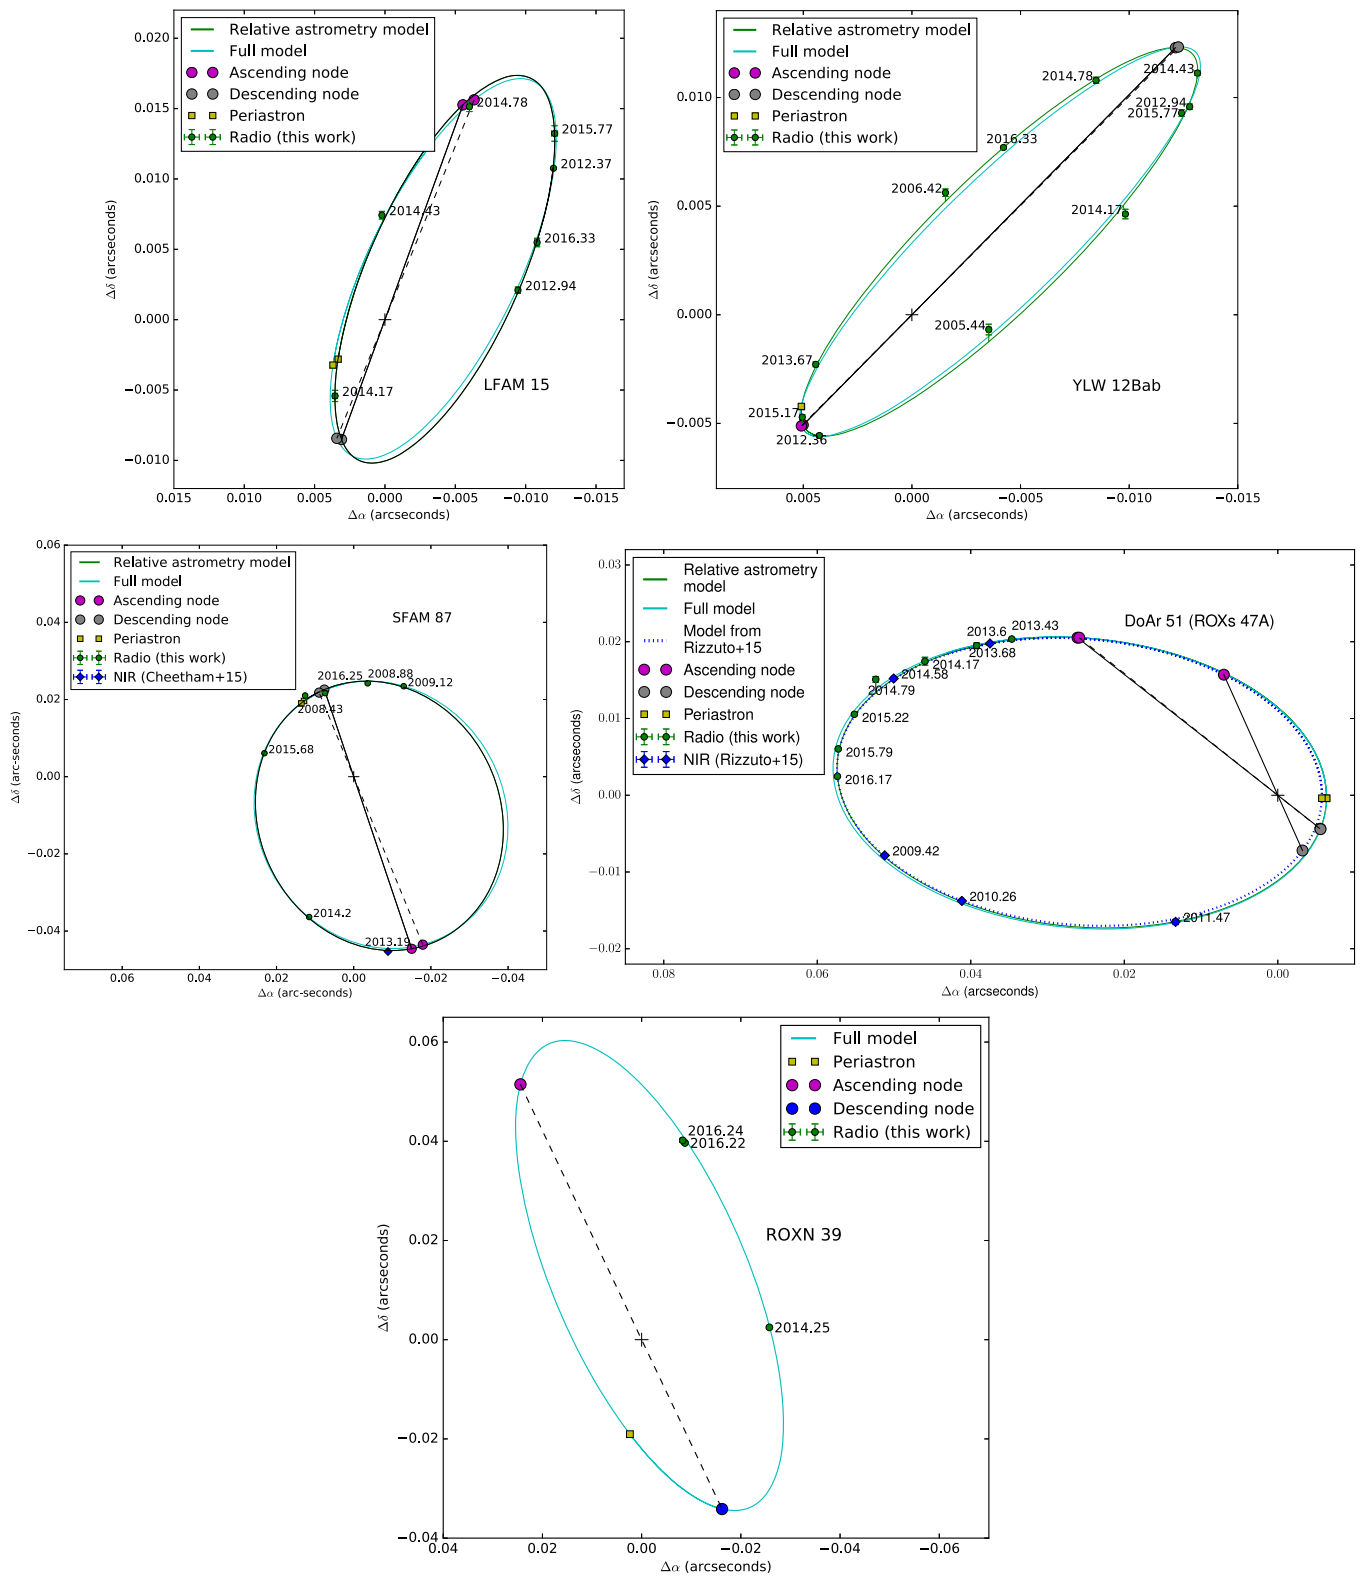 Relative astrometry model
Full model
Ascending node
Descending node
Periastron
Radio (this work)
0.020
0.015
0.010
0.005
0.000
−0.005
−0.010
Δδ (arcseconds)
2014.78
2015.77
2012.37
2014.43
2016.33
2012.94
2014.17
LFAM 15
0.015 0.010 0.005 0.000 −0.005 −0.010 −0.015
Δα (arcseconds)
Relative astrometry model
Full model
Ascending node
Descending node
Periastron
Radio (this work)
0.010
0.005
0.000
−0.005
Δδ (arcseconds)
2014.78
2014.43
2012.94
2015.77
2016.33
2006.42
2014.17
2005.44
2013.67
2015.17
2012.36
YLW 12Bab
0.005 0.000 −0.005 −0.010 −0.015
Δα (arcseconds)
Relative astrometry model
Full model
Ascending node
Descending node
Periastron
Radio (this work)
NIR (Cheetham+15)
0.06
0.04
0.02
0.00
−0.02
−0.04
Δδ (arc-seconds)
SFAM 87
2016.25
2008.88
2009.12
2008.43
2015.68
2014.2
2013.19
0.06 0.04 0.02 0.00 −0.02 −0.04
Δα (arc-seconds)
Relative astrometry
model
Full model
Model from
Rizzuto+15
Ascending node
Descending node
Periastron
Radio (this work)
NIR (Rizzuto+15)
0.03
0.02
0.01
0.00
−0.01
−0.02
Δδ (arcseconds)
DoAr 51 (ROXs 47A)
2013.6
2013.43
2013.68
2014.17
2014.58
2014.79
2015.22
2015.79
2016.17
2009.42
2010.26
2011.47
0.08 0.06 0.04 0.02 0.00
Δα (arcseconds)
Full model
Periastron
Ascending node
Descending node
Radio (this work)
0.06
0.04
0.02
0.00
−0.02
−0.04
Δδ (arcseconds)
2016.24
2016.22
ROXN 39
2014.25
0.04 0.02 0.00 −0.02 −0.04 −0.06
Δα (arcseconds)